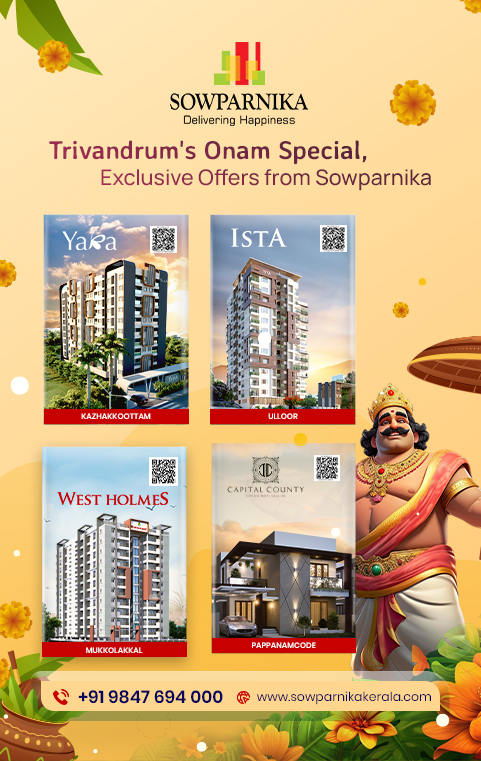 SOWPARNIKA
Delivering Happiness
Trivandrum's Onam Special,
Exclusive Offers from Sowparnika
Yara
ISTA
KAZHAKKOOTTAM
ULLOOR
WEST HOLMES
CAPITAL COUNTY
MUKKOLAKKAL
PAPPANAMCODE
+91 9847 694 000
www.sowparnikakerala.com